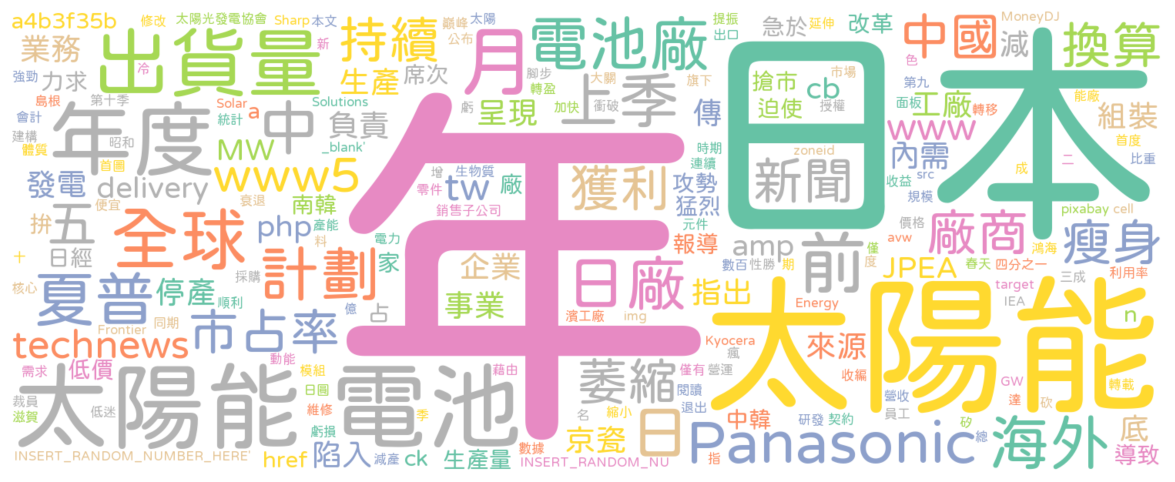 a4b3f35b
修改
太陽光發電協會
Sharp
本文
巔峰
公布
太陽
提振
出口
急於
延伸
改革
MoneyDJ
中國
減
換算
業務
出貨量
持續
月
電池廠
日本
新
強勁
冷
力求
生產
席次
腳步
轉盈
大關
旗下
搶市
cb
市場
色
第九
能廠
島根
第十季
Solar
a
Solutions
虧
呈現
加快
衝破
上季
傳
迫使
授權
面板
工廠
轉移
組裝
會計
統計
年度
中
負責
時期
連續
www
首度
建構
昭和
_blank'
年
新聞
zoneid
內需
成
二
比重
體質
首圖
MW
www5
增
生物質
tw
廠
獲利
攻勢
猛烈
src
收益
規模
發電
delivery
零件
銷售子公司
元件
pixabay
cell
拚
五
便宜
衰退
南韓
價格
廠商
鴻海
瘦身
php
產能
料
報導
amp
前
僅
度
avw
日經
全球
電力
日廠
數百
性勝
期
JPEA
春天
四分之一
三成
利用率
十
計劃
家
企業
指出
target
IEA
核心
夏普
停產
採購
順利
事業
濱工廠
img
Energy
n
Frontier
同期
市占率
億
占
太陽能
technews
Kyocera
瘋
來源
收編
需求
低價
動能
模組
藉由
萎縮
僅有
營運
GW
達
轉載
裁員
滋賀
低迷
太陽能
日圓
維修
電池
閱讀
退出
營收
員工
砍
虧損
季
名
縮小
日
中韓
研發
契約
矽
底
INSERT_RANDOM_NUMBER_HERE'
href
陷入
減產
ck
生產量
數據
INSERT_RANDOM_NU
京瓷
Panasonic
指
總
海外
導致